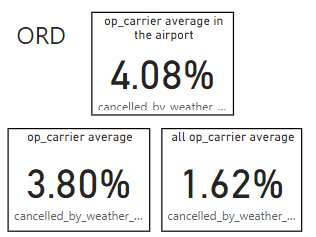 ORD
op_carrier average in
the airport
4.08%
cancelled_by_weather_...
op_carrier average
3.80%
cancelled_by_weather_...
all op_carrier average
1.62%
cancelled_by_weather_...